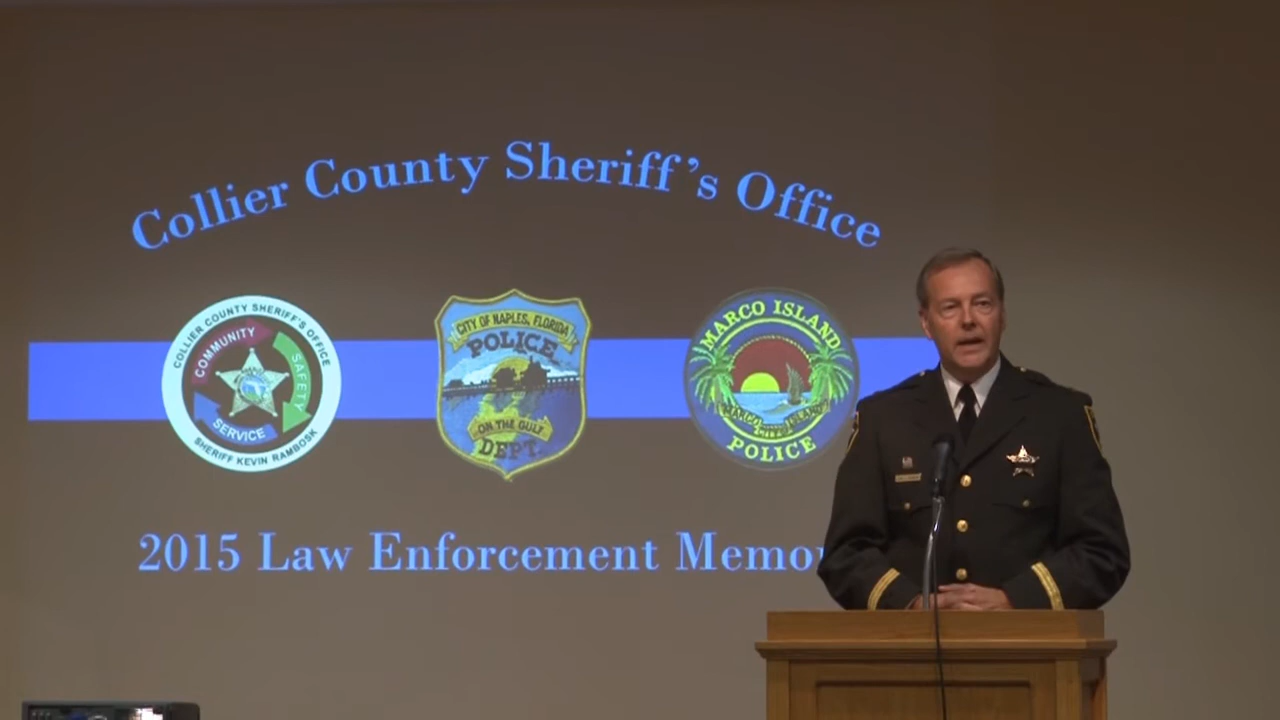 Collier County Sheriff's Office
COLLIER COUNTY SHERIFF'S OFFICE
COMMUNITY
SAFETY
SERVICE
SHERIFF KEVIN RAMBOSK
CITY OF NAPLES, FLORIDA
POLICE
ON THE GULF
DEPT.
MARCO ISLAND
POLICE
2015 Law Enforcement Memor